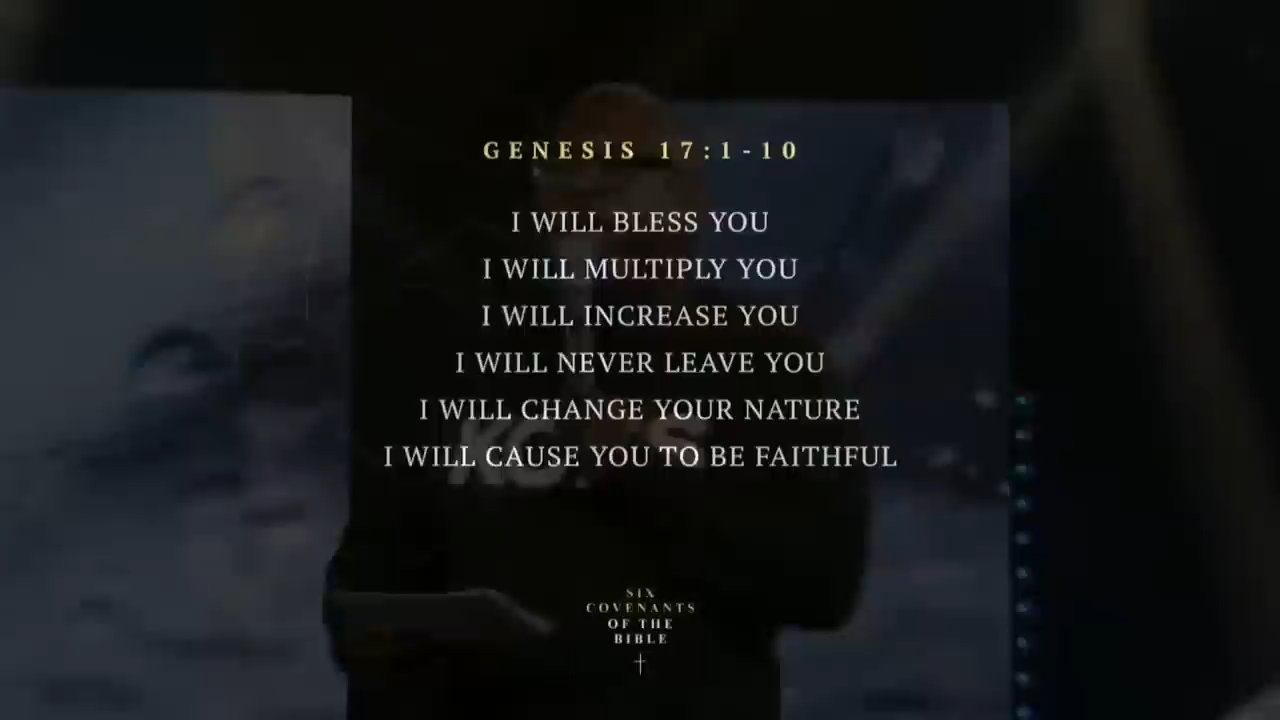 GENESIS 17:1-10
I WILL BLESS YOU
I WILL MULTIPLY YOU
I WILL INCREASE YOU
I WILL NEVER LEAVE YOU
I WILL CHANGE YOUR NATURE
I WILL CAUSE YOU TO BE FAITHFUL
SIX
COVENANTS
OF THE
BIBLE